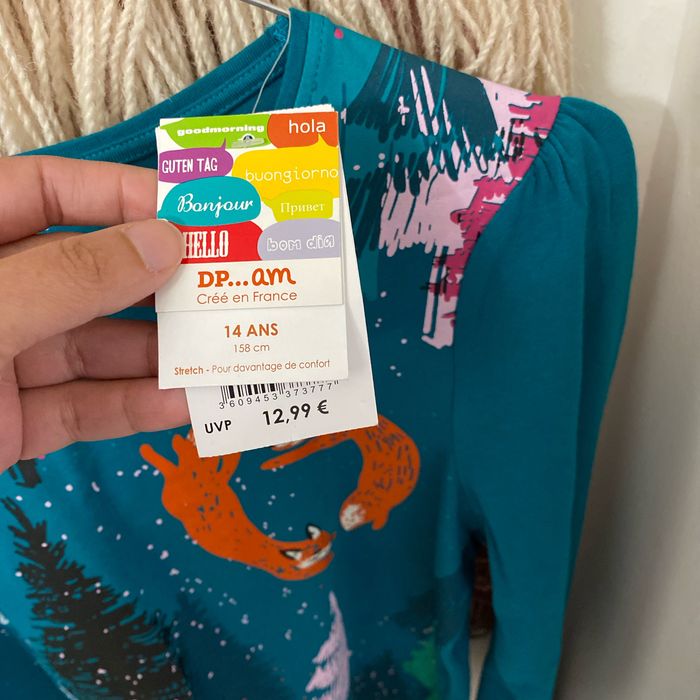 goodmorning
hola
GUTEN TAG
buongiorno
Bonjour
Привет
HELLO
bom dia
DP...am
Créé en France
14 ANS
158 cm
Stretch - Pour davantage de confort
3609453373777
UVP 12,99 €